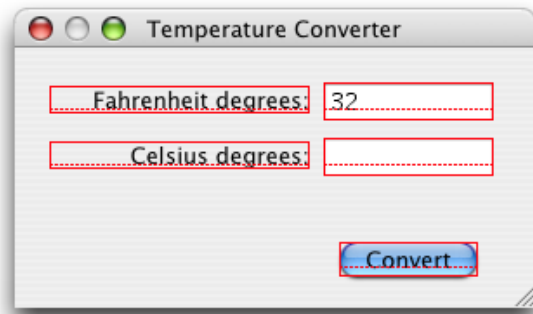 Temperature Converter
Fahrenheit degrees: 32
Celsius degrees:
Convert